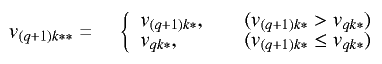 v(q+1)k** = { v(q+1)k*, (v(q+1)k* > vqk*)
vqk*, (v(q+1)k* ≤ vqk*)